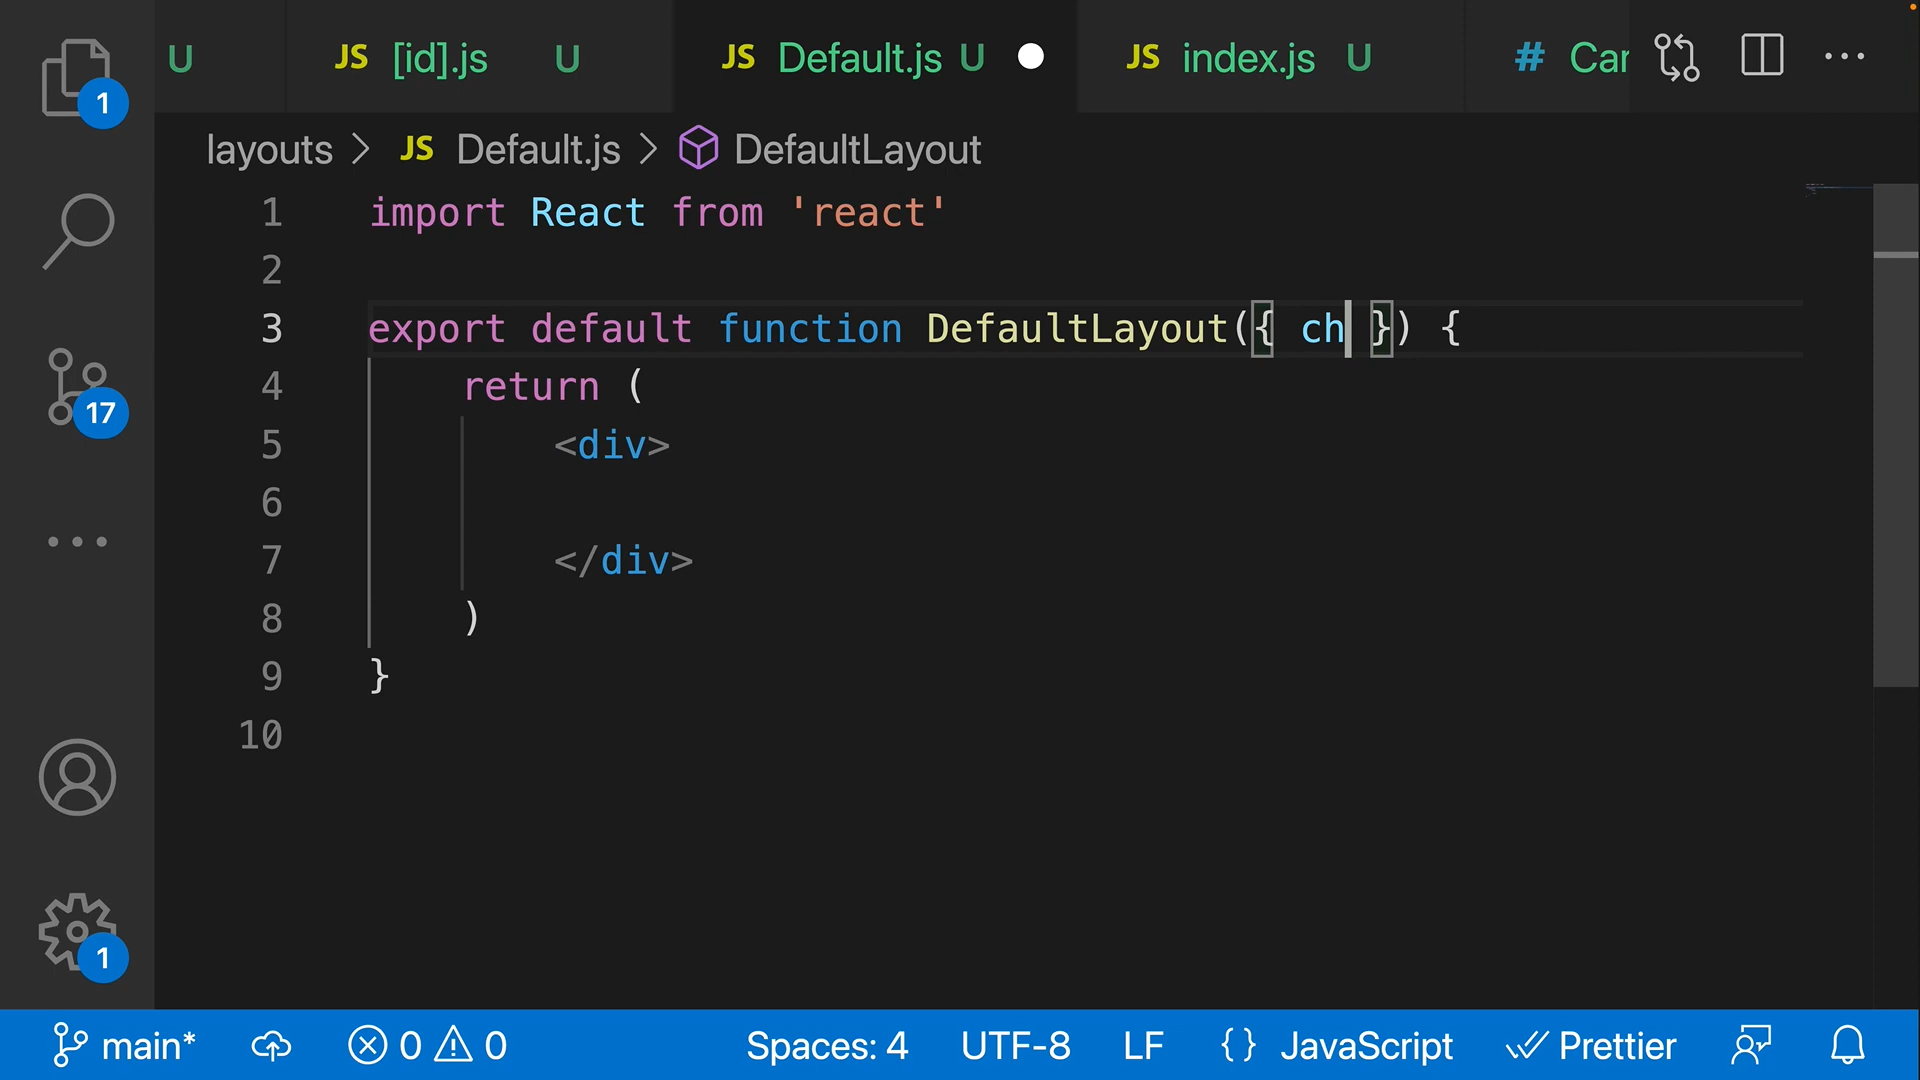 U JS [id].js U JS Default.js U JS index.js U # Car
1
layouts > JS Default.js > DefaultLayout
1 import React from 'react'
2
3 export default function DefaultLayout({ ch }) {
4 return (
5 <div>
6
7 </div>
8 )
9 }
10
17
1
main* 0 0 Spaces: 4 UTF-8 LF {} JavaScript Prettier